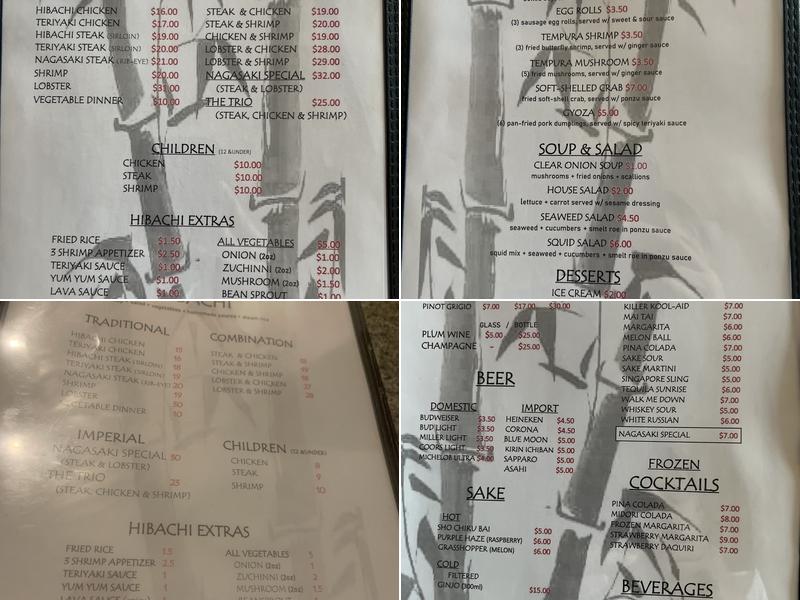 HIBACHI CHICKEN $16.00
TERIYAKI CHICKEN $17.00
HIBACHI STEAK (SIRLOIN) $19.00
TERIYAKI STEAK (SIRLOIN) $20.00
NAGASAKI STEAK (RIB-EYE) $21.00
SHRIMP $20.00
LOBSTER $31.00
VEGETABLE DINNER $10.00
STEAK & CHICKEN $19.00
STEAK & SHRIMP $20.00
CHICKEN & SHRIMP $19.00
LOBSTER & CHICKEN $28.00
LOBSTER & SHRIMP $29.00
NAGASAKI SPECIAL $32.00
(STEAK & LOBSTER)
THE TRIO $25.00
(STEAK, CHICKEN & SHRIMP)
CHILDREN (12 &UNDER)
CHICKEN $10.00
STEAK $10.00
SHRIMP $10.00
HIBACHI EXTRAS
FRIED RICE $1.50
3 SHRIMP APPETIZER $2.50
TERIYAKI SAUCE $1.00
YUM YUM SAUCE $1.00
LAVA SAUCE $1.00
ALL VEGETABLES $5.00
ONION (2oz) $1.00
ZUCHINNI (2oz) $2.00
MUSHROOM (2oz) $1.50
BEAN SPROUT $1.00
EGG ROLLS $3.50
(3) sausage egg rolls, served w/ sweet & sour sauce
TEMPURA SHRIMP $3.50
(3) fried butterfly shrimp, served w/ ginger sauce
TEMPURA MUSHROOM $3.50
(5) fried mushrooms, served w/ ginger sauce
SOFT-SHELLED CRAB $7.00
fried soft-shell crab, served w/ ponzu sauce
GYOZA $5.00
(6) pan-fried pork dumplings, served w/ spicy teriyaki sauce
SOUP & SALAD
CLEAR ONION SOUP $1.00
mushrooms + fried onions + scallions
HOUSE SALAD $2.00
lettuce + carrot served w/ sesame dressing
SEAWEED SALAD $4.50
seaweed + cucumbers + smelt roe in ponzu sauce
SQUID SALAD $6.00
squid mix + seaweed + cucumbers + smelt roe in ponzu sauce
DESSERTS
ICE CREAM $2.00
TRADITIONAL
HIBACHI CHICKEN 15
TERIYAKI CHICKEN 16
HIBACHI STEAK (SIRLOIN) 18
TERIYAKI STEAK (SIRLOIN) 19
NAGASAKI STEAK (RIB-EYE) 20
SHRIMP 19
LOBSTER 30
VEGETABLE DINNER 10
COMBINATION
STEAK & CHICKEN
STEAK & SHRIMP
CHICKEN & SHRIMP
LOBSTER & CHICKEN 27
LOBSTER & SHRIMP 28
IMPERIAL
NAGASAKI SPECIAL 30
(STEAK & LOBSTER)
THE TRIO 23
(STEAK, CHICKEN & SHRIMP)
CHILDREN (12 &UNDER)
CHICKEN 8
STEAK 9
SHRIMP 10
HIBACHI EXTRAS
FRIED RICE 1.5
3 SHRIMP APPETIZER 2.5
TERIYAKI SAUCE 1
YUM YUM SAUCE 1
ALL VEGETABLES 5
ONION (2oz) 1
ZUCHINNI (2oz) 2
MUSHROOM (2oz) 1.5
PINOT GRIGIO $7.00 $17.00 $30.00
GLASS / BOTTLE
PLUM WINE $5.00 $25.00
CHAMPAGNE - $25.00
BEER
DOMESTIC
BUDWEISER $3.50
BUD LIGHT $3.50
MILLER LIGHT $3.50
COORS LIGHT $3.50
MICHELOB ULTRA $4.00
IMPORT
HEINEKEN $4.50
CORONA $4.50
BLUE MOON $5.00
KIRIN ICHIBAN $5.00
SAPPARO $5.00
ASAHI $5.00
SAKE
HOT
SHO CHIKU BAI $5.00
PURPLE HAZE (RASPBERRY) $6.00
GRASSHOPPER (MELON) $6.00
COLD
FILTERED
GINJO (300ml) $15.00
KILLER KOOL-AID $7.00
MAI TAI $7.00
MARGARITA $6.00
MELON BALL $6.00
PINA COLADA $7.00
SAKE SOUR $5.00
SAKE MARTINI $5.00
SINGAPORE SLING $5.00
TEQUILA SUNRISE $6.00
WALK ME DOWN $7.00
WHISKEY SOUR $5.00
WHITE RUSSIAN $6.00
NAGASAKI SPECIAL $7.00
FROZEN
COCKTAILS
PINA COLADA $7.00
MIDORI COLADA $8.00
FROZEN MARGARITA $7.00
STRAWBERRY MARGARITA $9.00
STRAWBERRY DAQUIRI $7.00
BEVERAGES